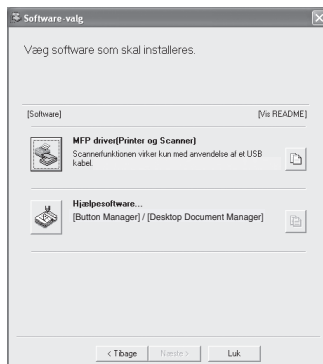 Software-valg
Væg software som skal installeres.
[Software] [Vis README]
MFP driver(Printer og Scanner)
Scannerfunktionen virker kun med anvendelse af et USB
kabel.
Hjælpesoftware...
[Button Manager] / [Desktop Document Manager]
< Tibage Næste > Luk